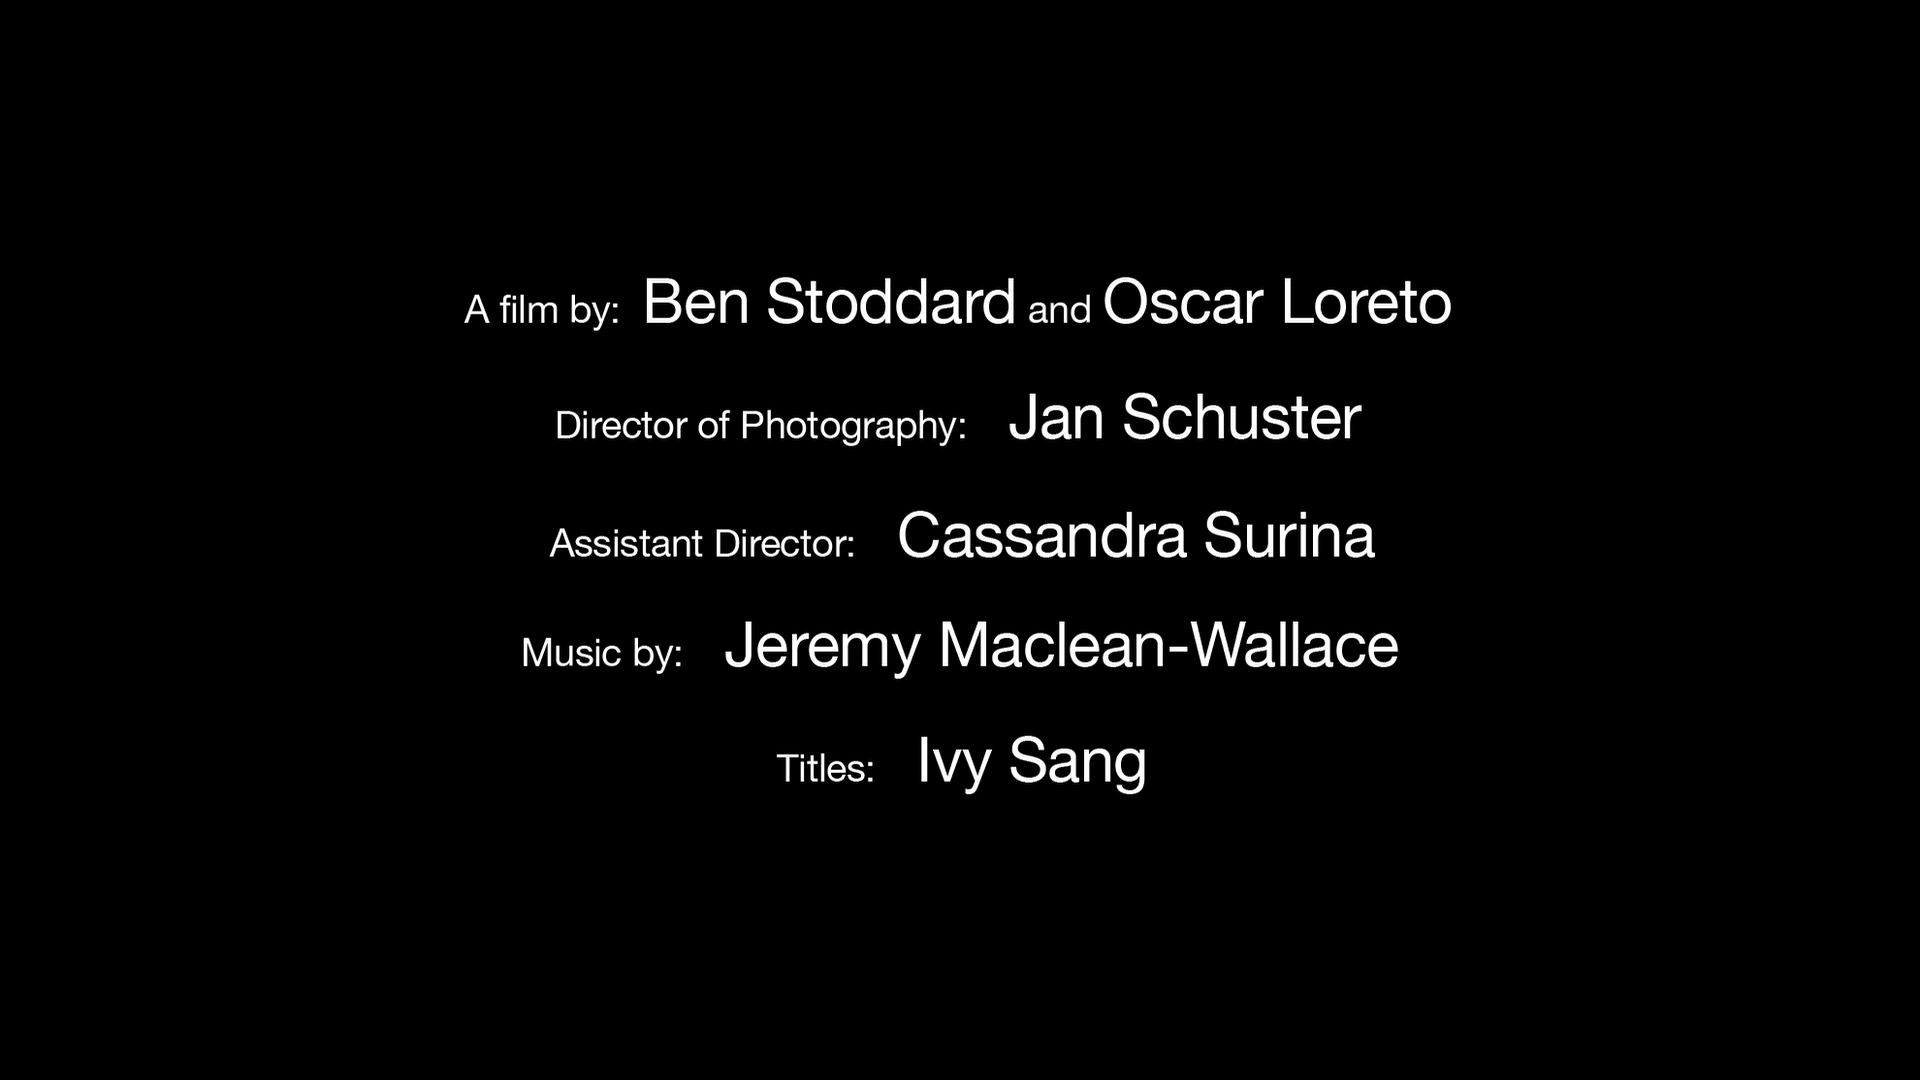 A film by: Ben Stoddard and Oscar Loreto
Director of Photography: Jan Schuster
Assistant Director: Cassandra Surina
Music by: Jeremy Maclean-Wallace
Titles: Ivy Sang